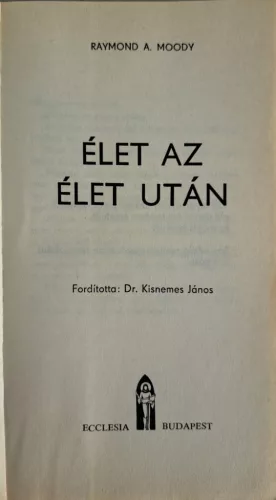 RAYMOND A. MOODY
ÉLET AZ
ÉLET UTÁN
Fordította: Dr. Kisnemes János
ECCLESIA BUDAPEST